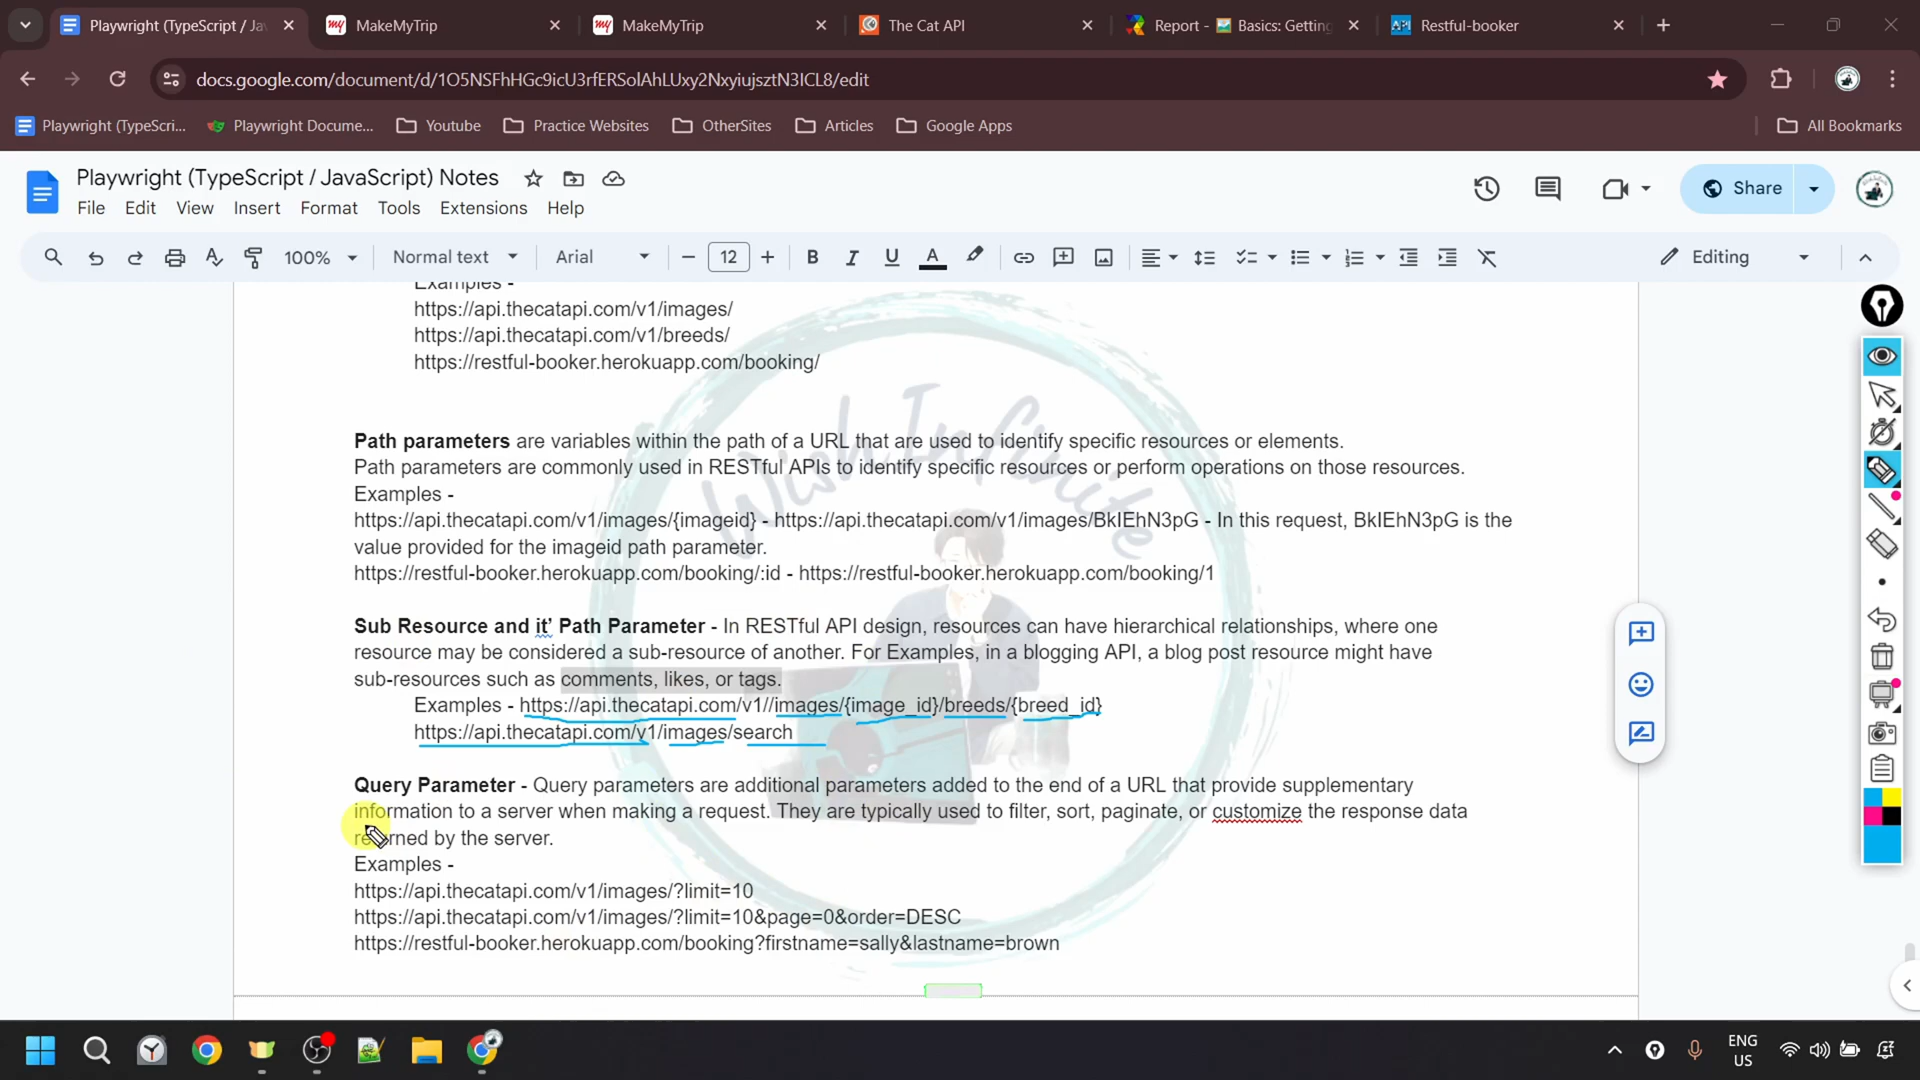 Playwright (TypeScript / Ja
MakeMyTrip
MakeMyTrip
The Cat API
Report - 🖼️ Basics: Getting
Restful-booker
docs.google.com/document/d/1O5NSFhHGc9icU3rfERSolAhLUxy2NxyiujsztN3ICL8/edit
Playwright (TypeScri...
Playwright Docume...
Youtube
Practice Websites
OtherSites
Articles
Google Apps
All Bookmarks
Playwright (TypeScript / JavaScript) Notes
Share
File Edit View Insert Format Tools Extensions Help
100% Normal text Arial 12 Editing
Examples -
https://api.thecatapi.com/v1/images/
https://api.thecatapi.com/v1/breeds/
https://restful-booker.herokuapp.com/booking/
Path parameters are variables within the path of a URL that are used to identify specific resources or elements.
Path parameters are commonly used in RESTful APIs to identify specific resources or perform operations on those resources.
Examples -
https://api.thecatapi.com/v1/images/{imageid} - https://api.thecatapi.com/v1/images/BkIEhN3pG - In this request, BkIEhN3pG is the
value provided for the imageid path parameter.
https://restful-booker.herokuapp.com/booking/:id - https://restful-booker.herokuapp.com/booking/1
Sub Resource and it’ Path Parameter - In RESTful API design, resources can have hierarchical relationships, where one
resource may be considered a sub-resource of another. For Examples, in a blogging API, a blog post resource might have
sub-resources such as comments, likes, or tags.
Examples - https://api.thecatapi.com/v1//images/{image_id}/breeds/{breed_id}
https://api.thecatapi.com/v1/images/search
Query Parameter - Query parameters are additional parameters added to the end of a URL that provide supplementary
information to a server when making a request. They are typically used to filter, sort, paginate, or customize the response data
returned by the server.
Examples -
https://api.thecatapi.com/v1/images/?limit=10
https://api.thecatapi.com/v1/images/?limit=10&page=0&order=DESC
https://restful-booker.herokuapp.com/booking?firstname=sally&lastname=brown
Wish Infinite
ENG
US